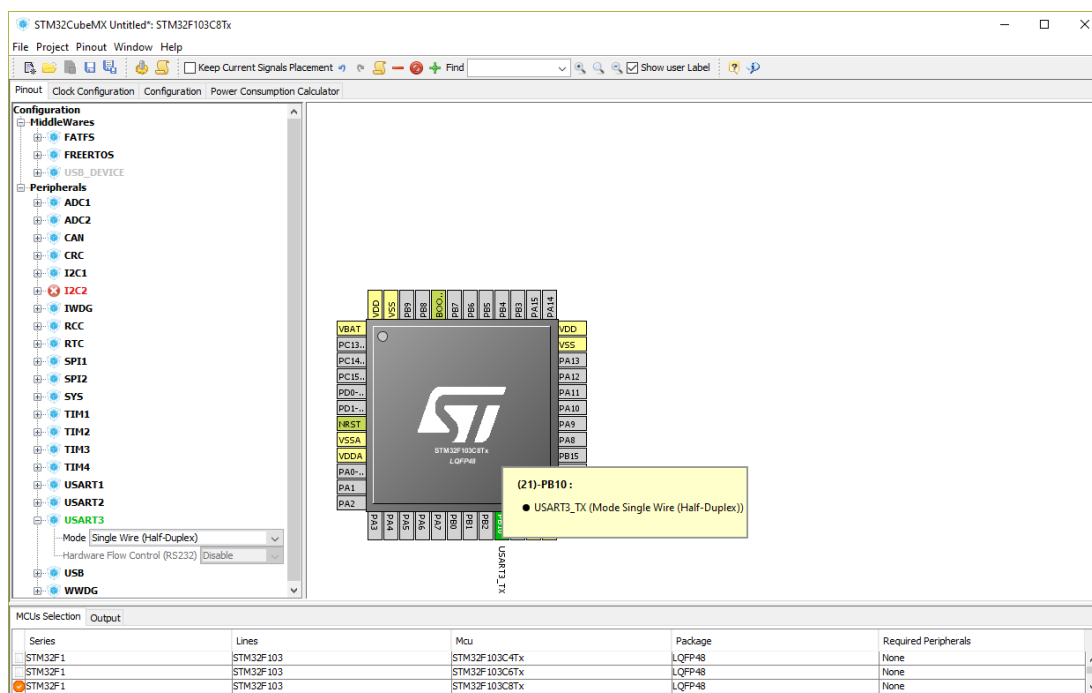 STM32CubeMX Untitled*: STM32F103C8Tx
File Project Pinout Window Help
Keep Current Signals Placement Find Show user Label
Pinout Clock Configuration Configuration Power Consumption Calculator
Configuration
MiddleWares
FATFS
FREERTOS
USB_DEVICE
Peripherals
ADC1
ADC2
CAN
CRC
I2C1
I2C2
IWDG
RCC
RTC
SPI1
SPI2
SYS
TIM1
TIM2
TIM3
TIM4
USART1
USART2
USART3
Mode Single Wire (Half-Duplex)
Hardware Flow Control (RS232) Disable
USB
WWDG
VDD VSS PB9 PB8 BOO.. PB7 PB6 PB5 PB4 PB3 PA15 PA14
VBAT
PC13..
PC14..
PC15..
PD0-..
PD1-..
NRST
VSSA
VDDA
PA0-..
PA1
PA2
VDD
VSS
PA13
PA12
PA11
PA10
PA9
PA8
PB15
ST
STM32F103C8Tx
LQFP48
PA3 PA4 PA5 PA6 PA7 PB0 PB1 PB2
USART3_TX
(21)-PB10 :
USART3_TX (Mode Single Wire (Half-Duplex))
MCUs Selection Output
Series Lines Mcu Package Required Peripherals
STM32F1 STM32F103 STM32F103C4Tx LQFP48 None
STM32F1 STM32F103 STM32F103C6Tx LQFP48 None
STM32F1 STM32F103 STM32F103C8Tx LQFP48 None